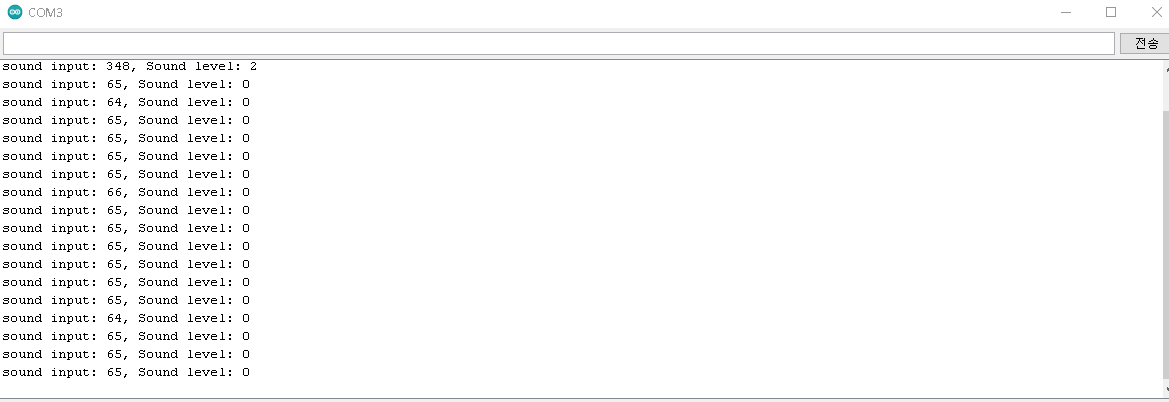 COM3
전송
sound input: 348, Sound level: 2
sound input: 65, Sound level: 0
sound input: 64, Sound level: 0
sound input: 65, Sound level: 0
sound input: 65, Sound level: 0
sound input: 65, Sound level: 0
sound input: 65, Sound level: 0
sound input: 66, Sound level: 0
sound input: 65, Sound level: 0
sound input: 65, Sound level: 0
sound input: 65, Sound level: 0
sound input: 65, Sound level: 0
sound input: 65, Sound level: 0
sound input: 65, Sound level: 0
sound input: 64, Sound level: 0
sound input: 65, Sound level: 0
sound input: 65, Sound level: 0
sound input: 65, Sound level: 0